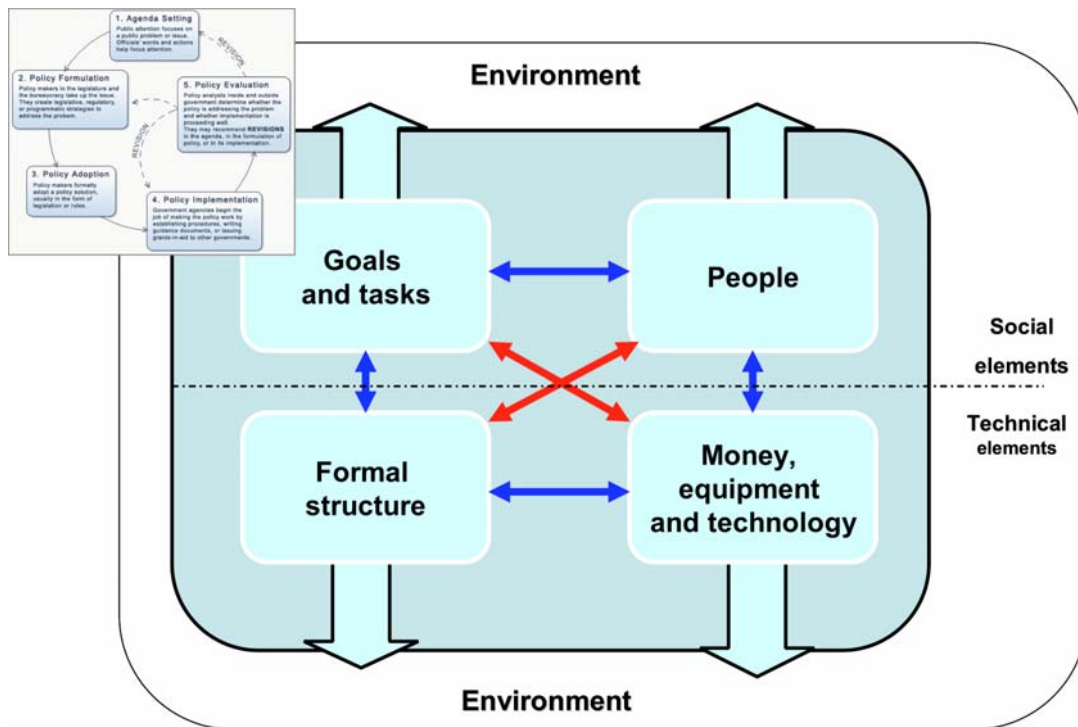 1. Agenda Setting
Public attention focuses on
a public problem or issue.
Officials' words and actions
help focus attention.
REVISION
2. Policy Formulation
Policy makers in the legislature and
the bureaucracy take up the issue.
They create legislative, regulatory,
or programmatic strategies to
address the problem.
5. Policy Evaluation
Policy analysts inside and outside
government determine whether the
policy is addressing the problem
and whether implementation is
proceeding well.
They may recommend REVISIONS
in the agenda, in the formulation of
policy, or in its implementation.
REVISION
3. Policy Adoption
Policy makers formally
adopt a policy solution,
usually in the form of
legislation or rules.
4. Policy Implementation
Government agencies begin the
job of making the policy work by
establishing procedures, writing
guidance documents, or issuing
grants-in-aid to other governments.
Environment
Goals
and tasks
People
Social
elements
Technical
elements
Formal
structure
Money,
equipment
and technology
Environment